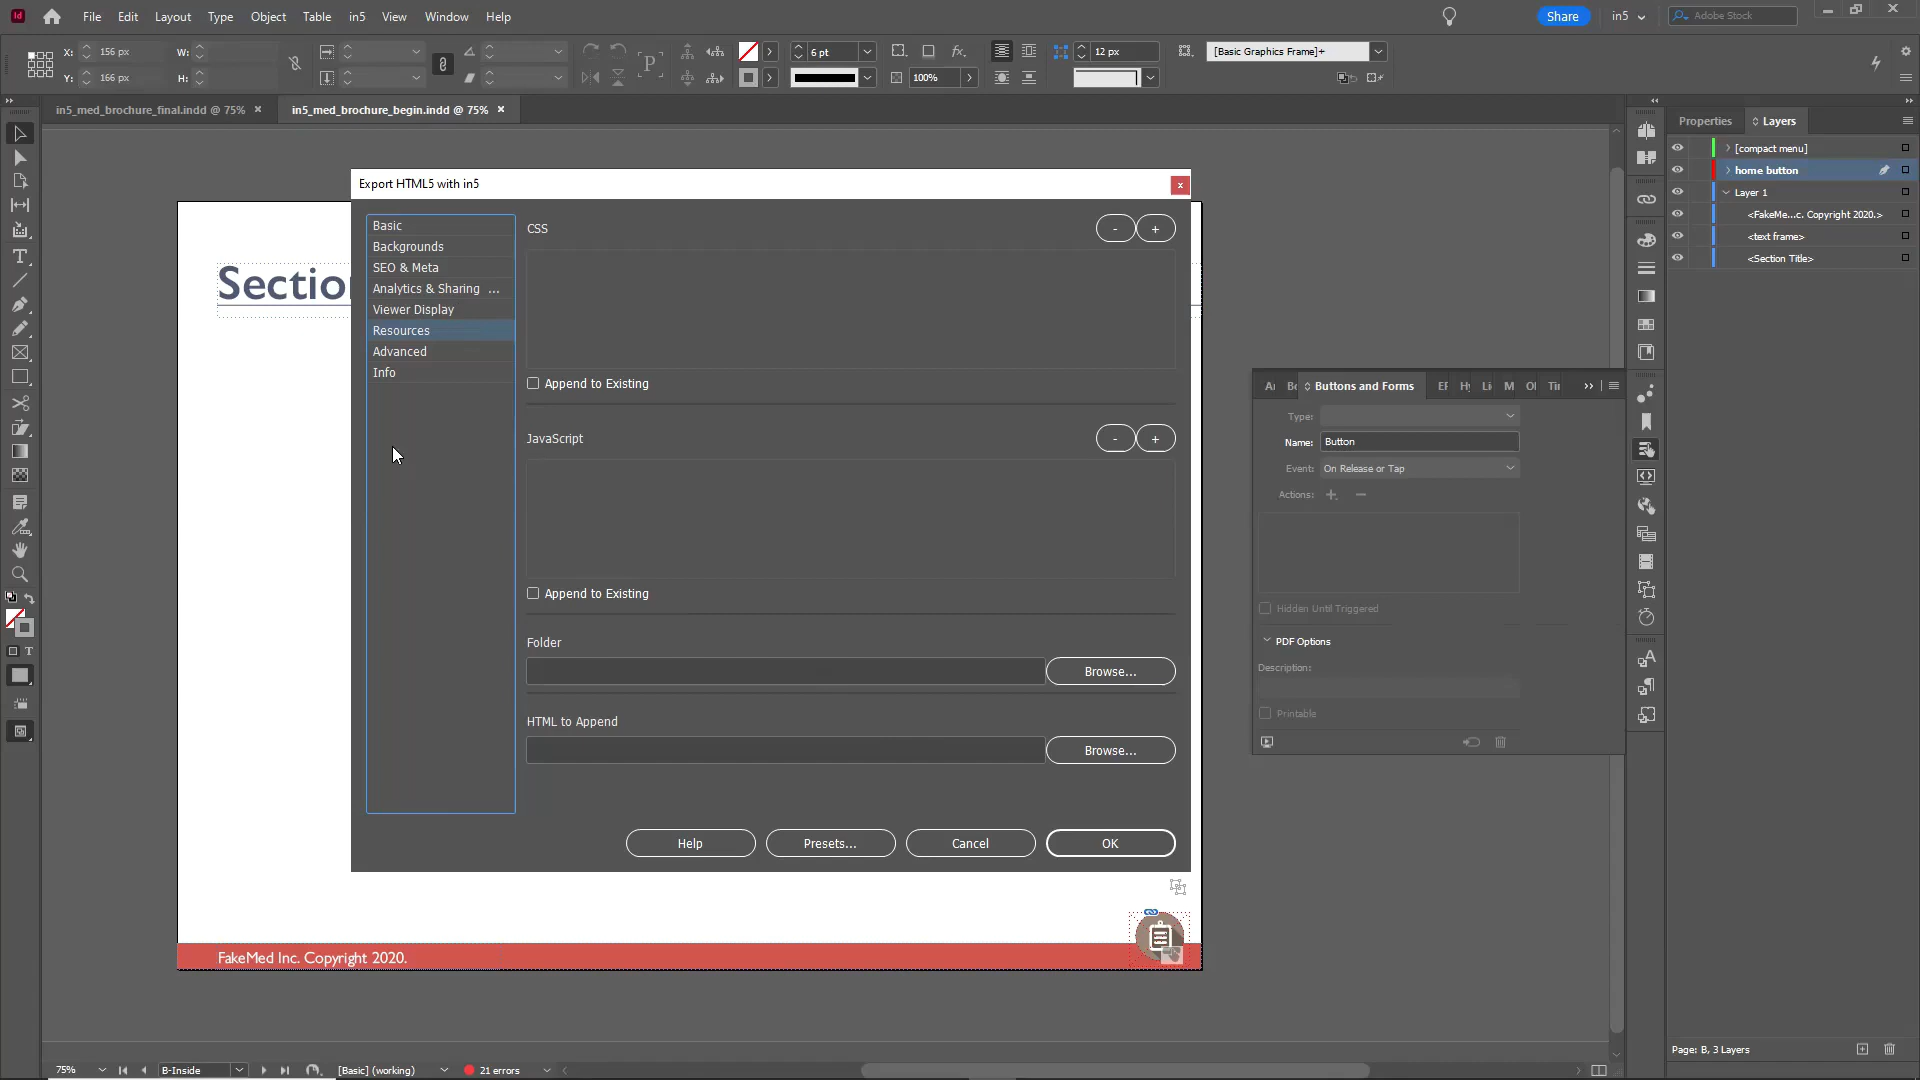 File Edit Layout Type Object Table in5 View Window Help
Share
in5
Adobe Stock
X: 156 px
W:
6 pt
12 px
[Basic Graphics Frame]+
Y: 166 px
H:
100%
in5_med_brochure_final.indd @ 75%
in5_med_brochure_begin.indd @ 75%
Properties
Layers
[compact menu]
home button
Layer 1
<FakeMe...c. Copyright 2020.>
<text frame>
<Section Title>
Export HTML5 with in5
Basic
Backgrounds
SEO & Meta
Analytics & Sharing ...
Viewer Display
Resources
Advanced
Info
CSS
- +
Append to Existing
JavaScript
- +
Append to Existing
Folder
Browse...
HTML to Append
Browse...
Help
Presets...
Cancel
OK
Sectio
Buttons and Forms
Type:
Name: Button
Event: On Release or Tap
Actions:
Hidden Until Triggered
PDF Options
Description:
Printable
FakeMed Inc. Copyright 2020.
Page: B, 3 Layers
75%
B-Inside
[Basic] (working)
21 errors